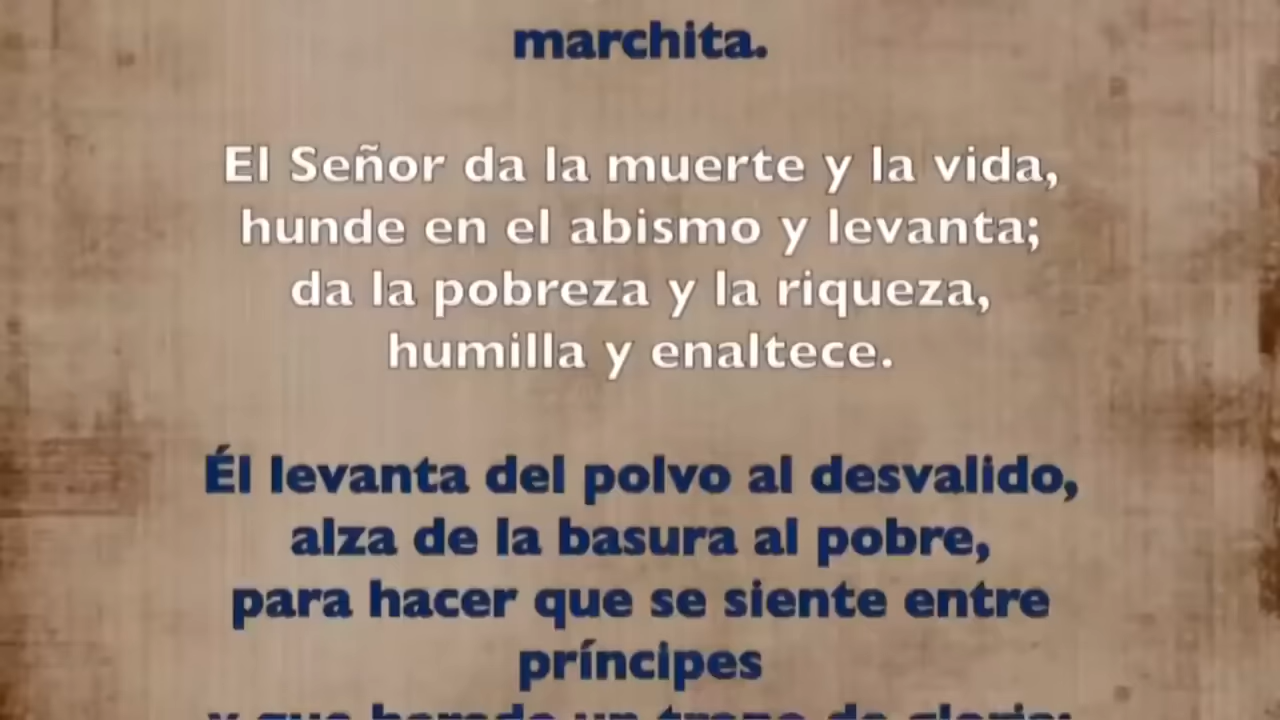 marchita.
El Señor da la muerte y la vida,
hunde en el abismo y levanta;
da la pobreza y la riqueza,
humilla y enaltece.
Él levanta del polvo al desvalido,
alza de la basura al pobre,
para hacer que se siente entre
príncipes